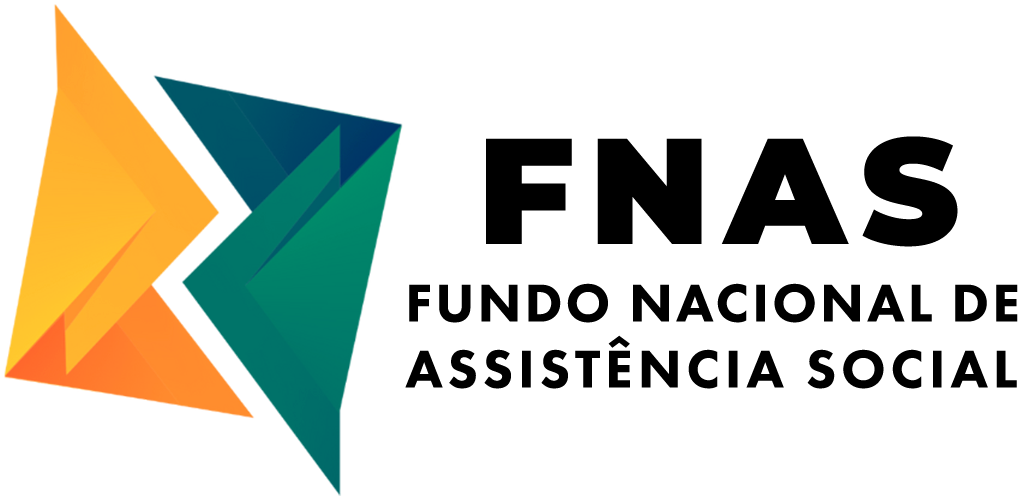 FNAS
FUNDO NACIONAL DE
ASSISTÊNCIA SOCIAL